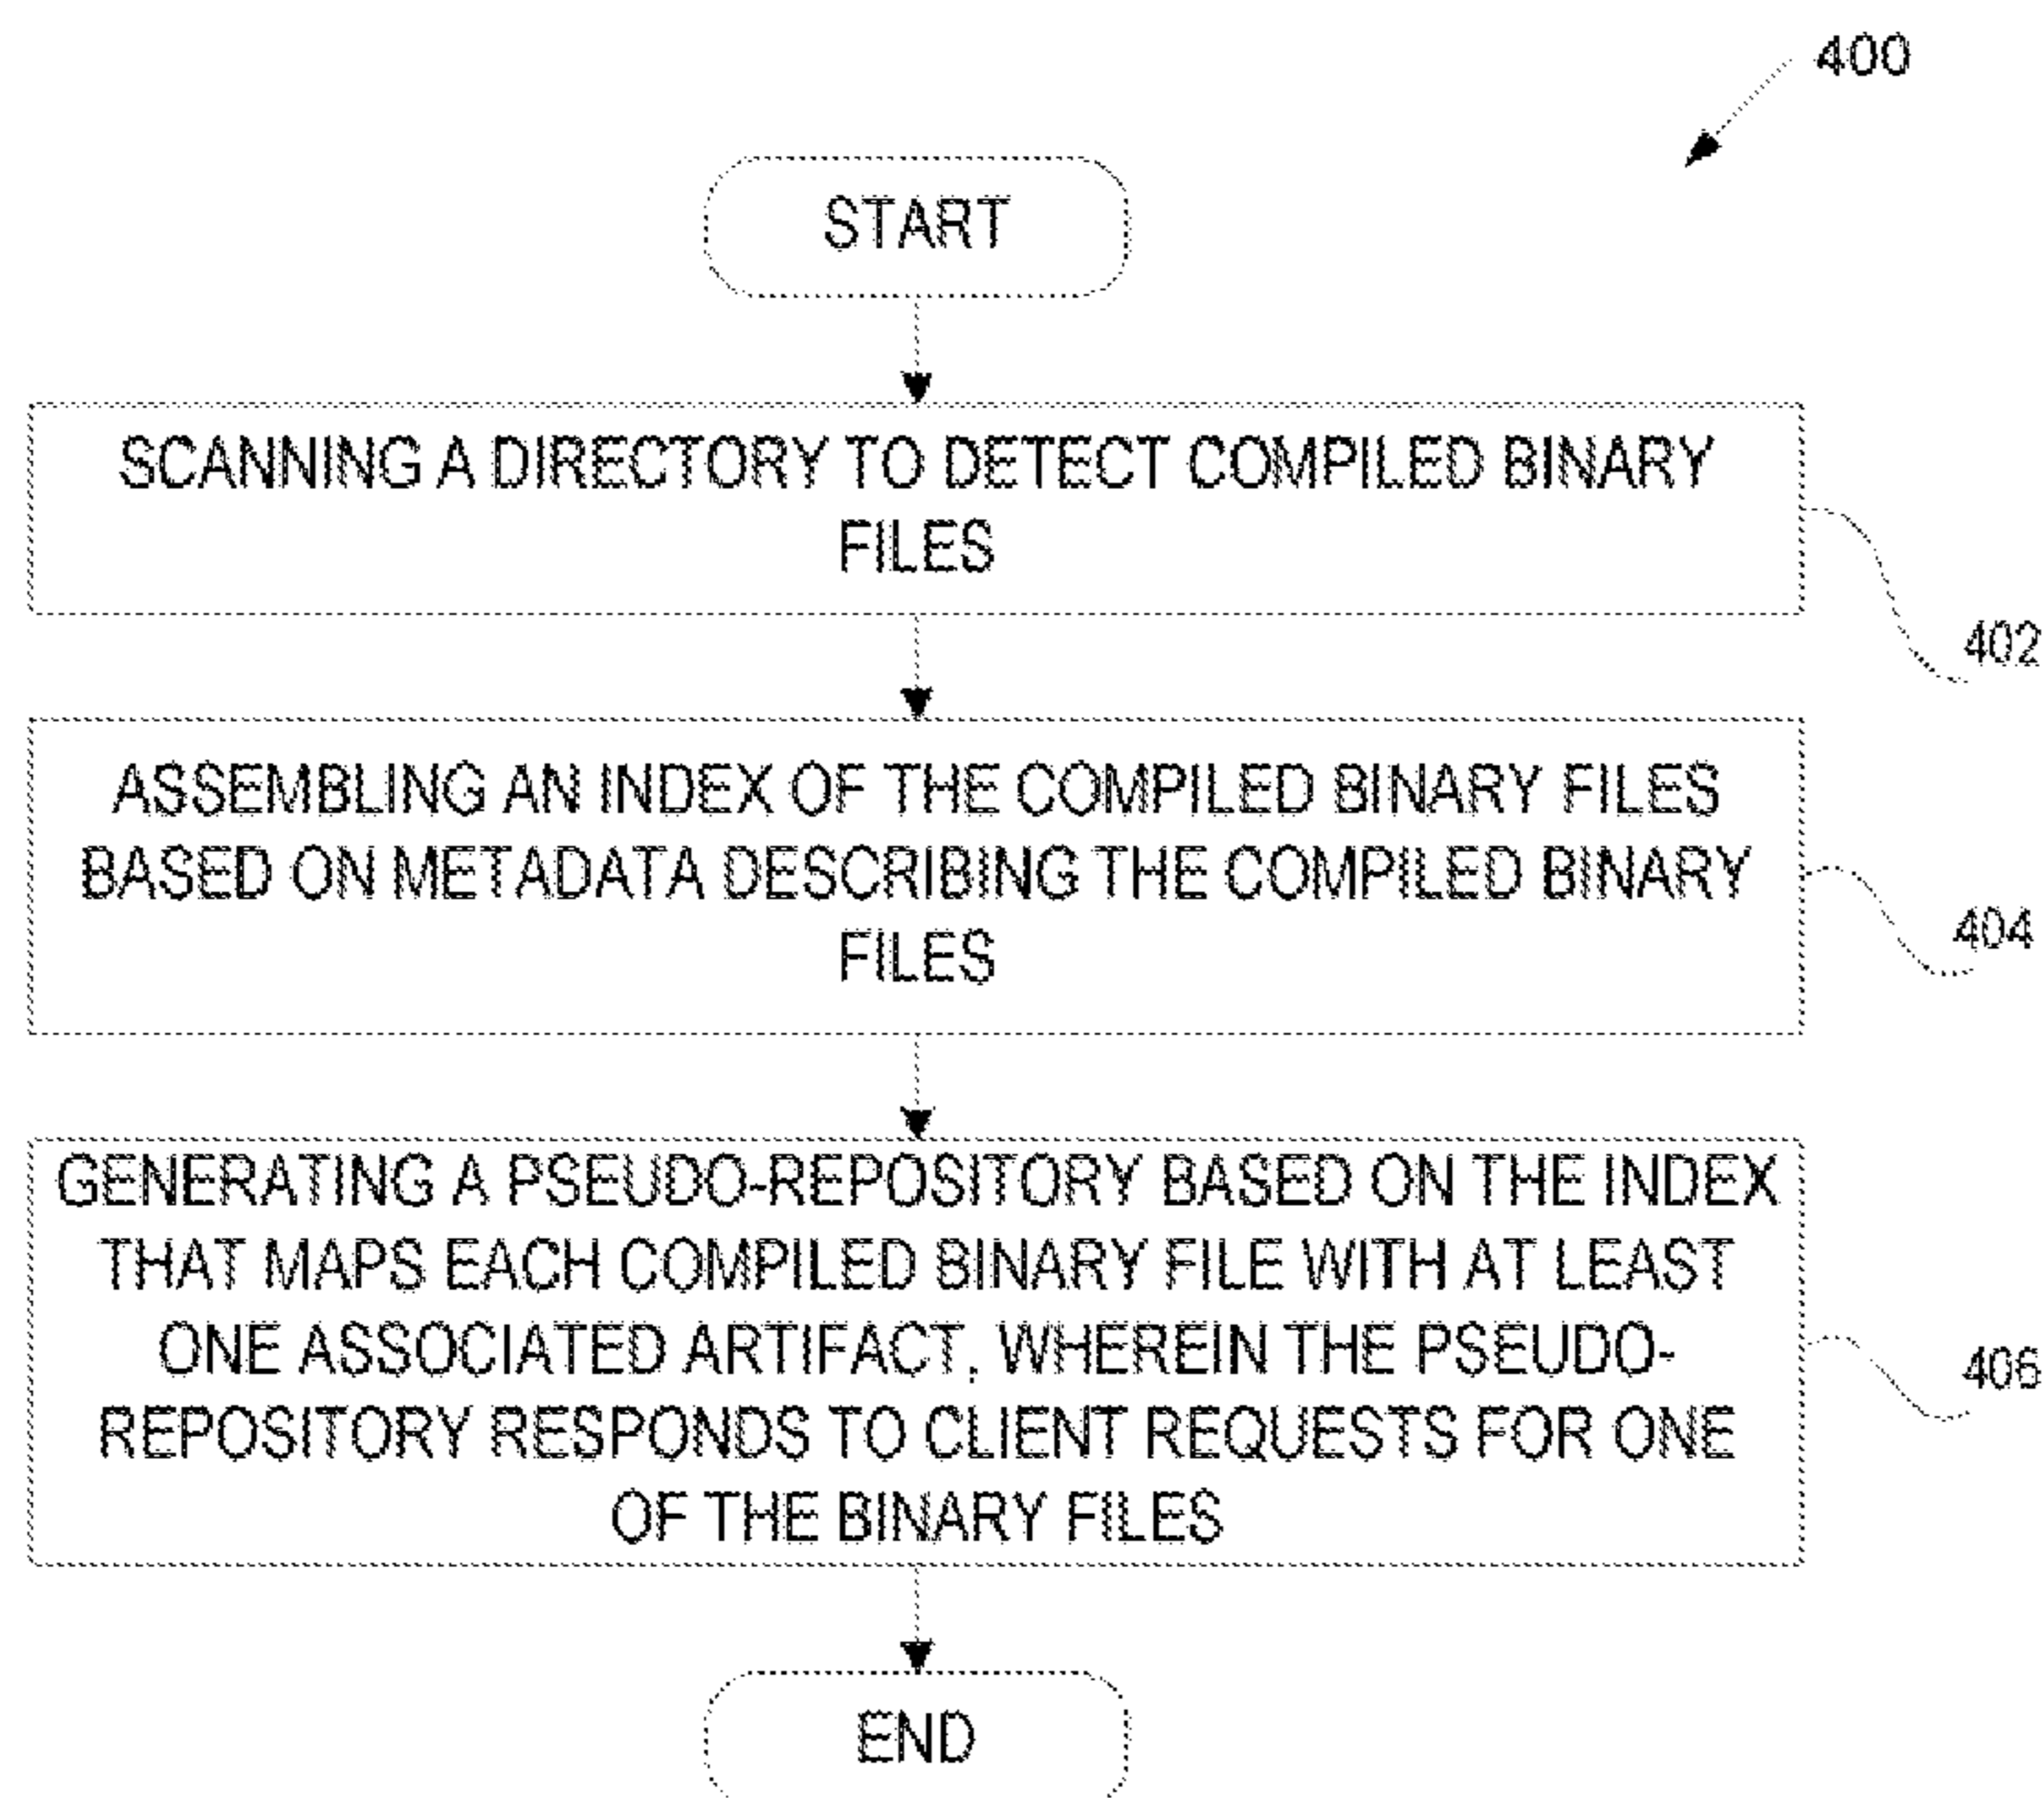 400
START
SCANNING A DIRECTORY TO DETECT COMPILED BINARY
FILES
402
ASSEMBLING AN INDEX OF THE COMPILED BINARY FILES
BASED ON METADATA DESCRIBING THE COMPILED BINARY
FILES
404
GENERATING A PSEUDO-REPOSITORY BASED ON THE INDEX
THAT MAPS EACH COMPILED BINARY FILE WITH AT LEAST
ONE ASSOCIATED ARTIFACT, WHEREIN THE PSEUDO-
REPOSITORY RESPONDS TO CLIENT REQUESTS FOR ONE
OF THE BINARY FILES
406
END